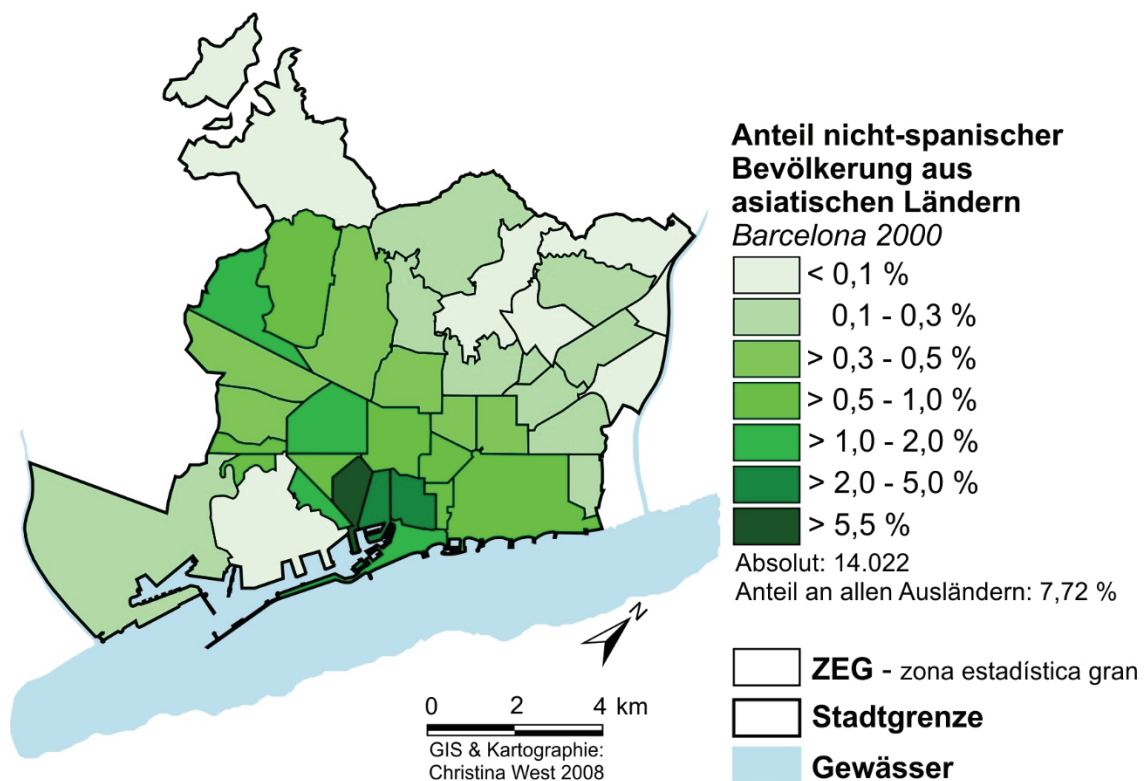 Anteil nicht-spanischer
Bevölkerung aus
asiatischen Ländern
Barcelona 2000
< 0,1 %
0,1 - 0,3 %
> 0,3 - 0,5 %
> 0,5 - 1,0 %
> 1,0 - 2,0 %
> 2,0 - 5,0 %
> 5,5 %
Absolut: 14.022
Anteil an allen Ausländern: 7,72 %
N
0 2 4 km
GIS & Kartographie:
Christina West 2008
ZEG - zona estadística gran
Stadtgrenze
Gewässer